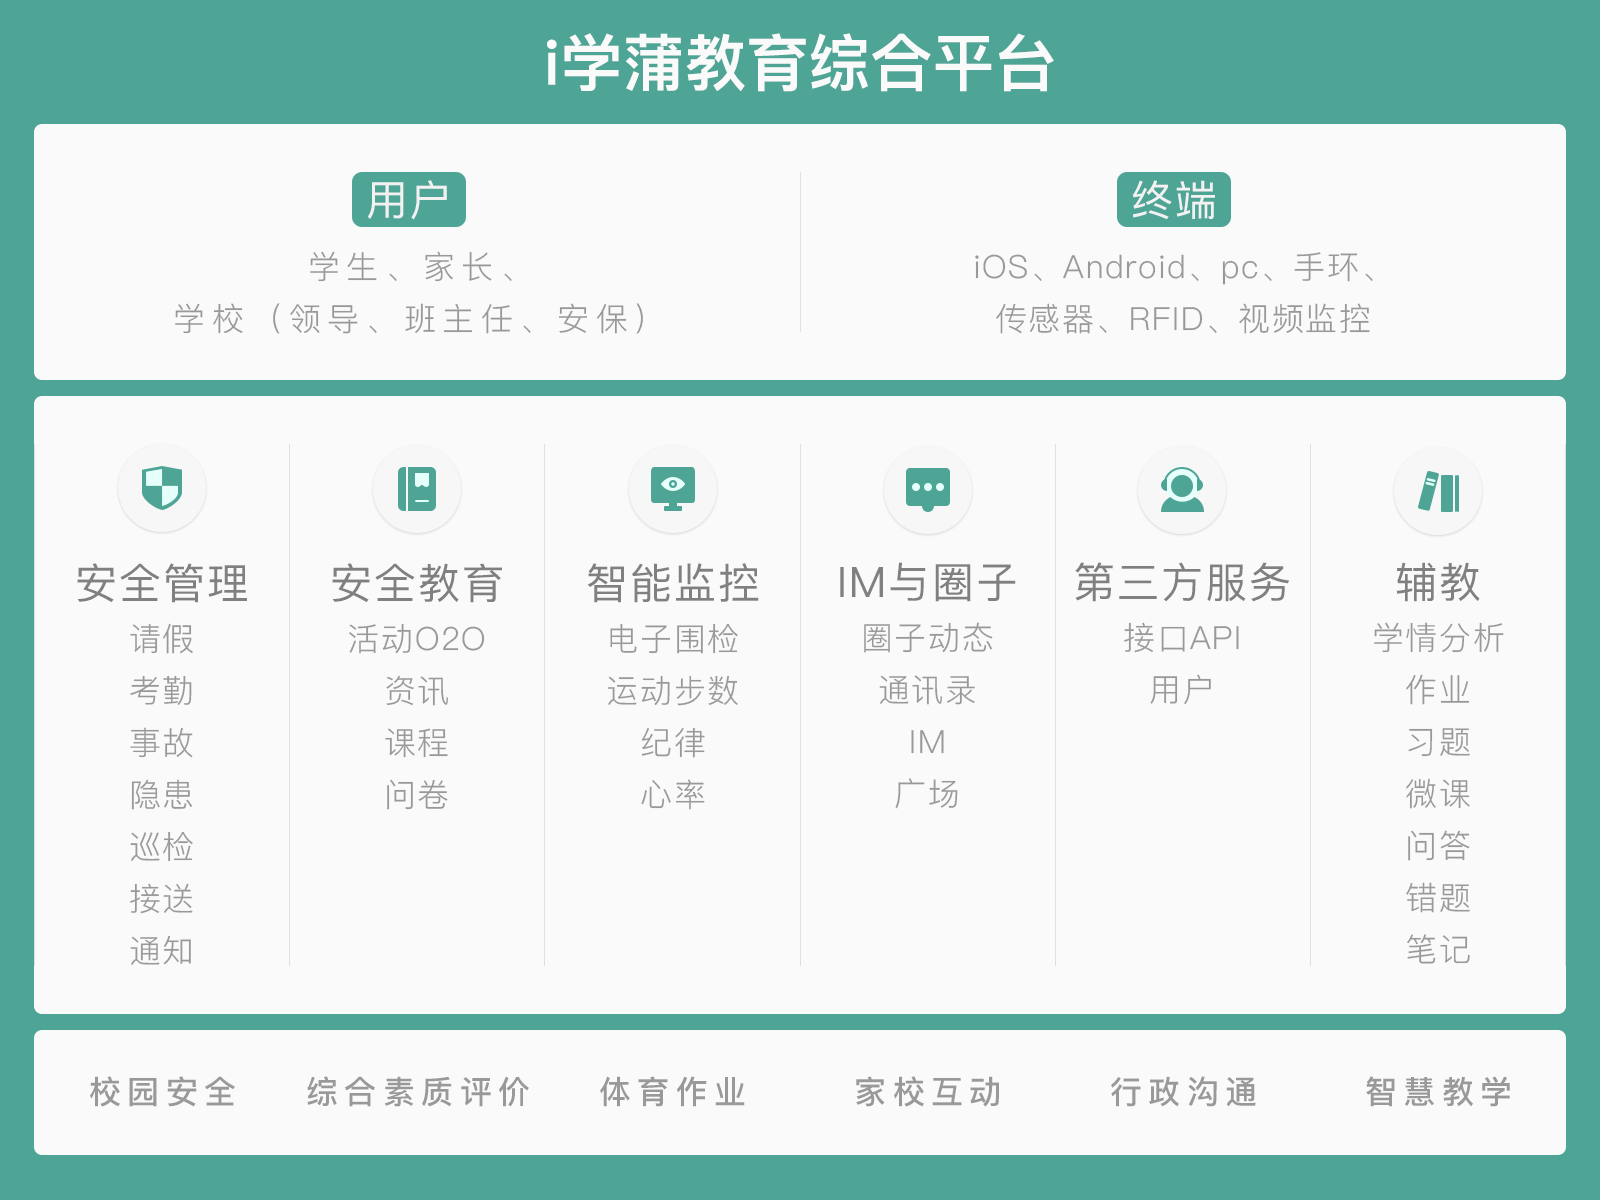 i学蒲教育综合平台
用户
学生、家长、
学校（领导、班主任、安保）
终端
iOS、Android、pc、手环、
传感器、RFID、视频监控
安全管理
请假
考勤
事故
隐患
巡检
接送
通知
安全教育
活动O2O
资讯
课程
问卷
智能监控
电子围检
运动步数
纪律
心率
IM与圈子
圈子动态
通讯录
IM
广场
第三方服务
接口API
用户
辅教
学情分析
作业
习题
微课
问答
错题
笔记
校园安全
综合素质评价
体育作业
家校互动
行政沟通
智慧教学